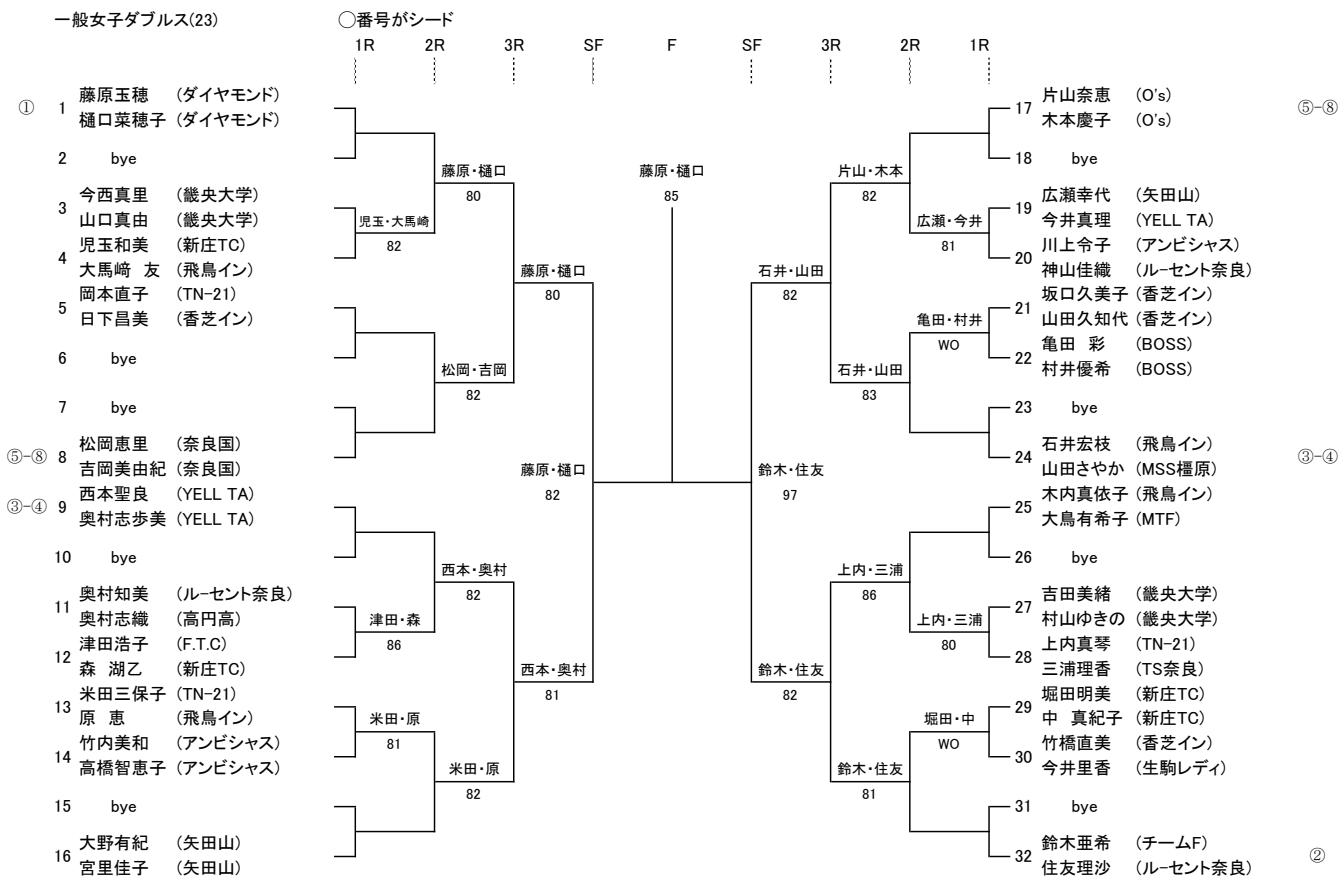 一般女子ダブルス(23)
○番号がシード
1R 2R 3R SF F SF 3R 2R 1R
① 1 藤原玉穂 (ダイヤモンド)
樋口菜穂子 (ダイヤモンド)
2 bye
3 今西真里 (畿央大学)
山口真由 (畿央大学)
4 児玉和美 (新庄TC)
大馬﨑 友 (飛鳥イン)
5 岡本直子 (TN-21)
日下昌美 (香芝イン)
6 bye
7 bye
⑤-⑧ 8 松岡恵里 (奈良国)
吉岡美由紀 (奈良国)
③-④ 9 西本聖良 (YELL TA)
奥村志歩美 (YELL TA)
10 bye
11 奥村知美 (ル-セント奈良)
奥村志織 (高円高)
12 津田浩子 (F.T.C)
森 湖乙 (新庄TC)
13 米田三保子 (TN-21)
原 恵 (飛鳥イン)
14 竹内美和 (アンビシャス)
高橋智恵子 (アンビシャス)
15 bye
16 大野有紀 (矢田山)
宮里佳子 (矢田山)
児玉・大馬崎
82
津田・森
86
米田・原
81
藤原・樋口
80
松岡・吉岡
82
西本・奥村
82
米田・原
82
藤原・樋口
80
西本・奥村
81
藤原・樋口
82
藤原・樋口
85
鈴木・住友
97
石井・山田
82
鈴木・住友
82
片山・木本
82
石井・山田
83
上内・三浦
86
鈴木・住友
81
広瀬・今井
81
亀田・村井
WO
上内・三浦
80
堀田・中
WO
17 片山奈恵 (O's) ⑤-⑧
木本慶子 (O's)
18 bye
19 広瀬幸代 (矢田山)
今井真理 (YELL TA)
20 川上令子 (アンビシャス)
神山佳織 (ル-セント奈良)
21 坂口久美子 (香芝イン)
山田久知代 (香芝イン)
22 亀田 彩 (BOSS)
村井優希 (BOSS)
23 bye
24 石井宏枝 (飛鳥イン) ③-④
山田さやか (MSS橿原)
25 木内真依子 (飛鳥イン)
大鳥有希子 (MTF)
26 bye
27 吉田美緒 (畿央大学)
村山ゆきの (畿央大学)
28 上内真琴 (TN-21)
三浦理香 (TS奈良)
29 堀田明美 (新庄TC)
中 真紀子 (新庄TC)
30 竹橋直美 (香芝イン)
今井里香 (生駒レディ)
31 bye
32 鈴木亜希 (チームF) ②
住友理沙 (ル-セント奈良)